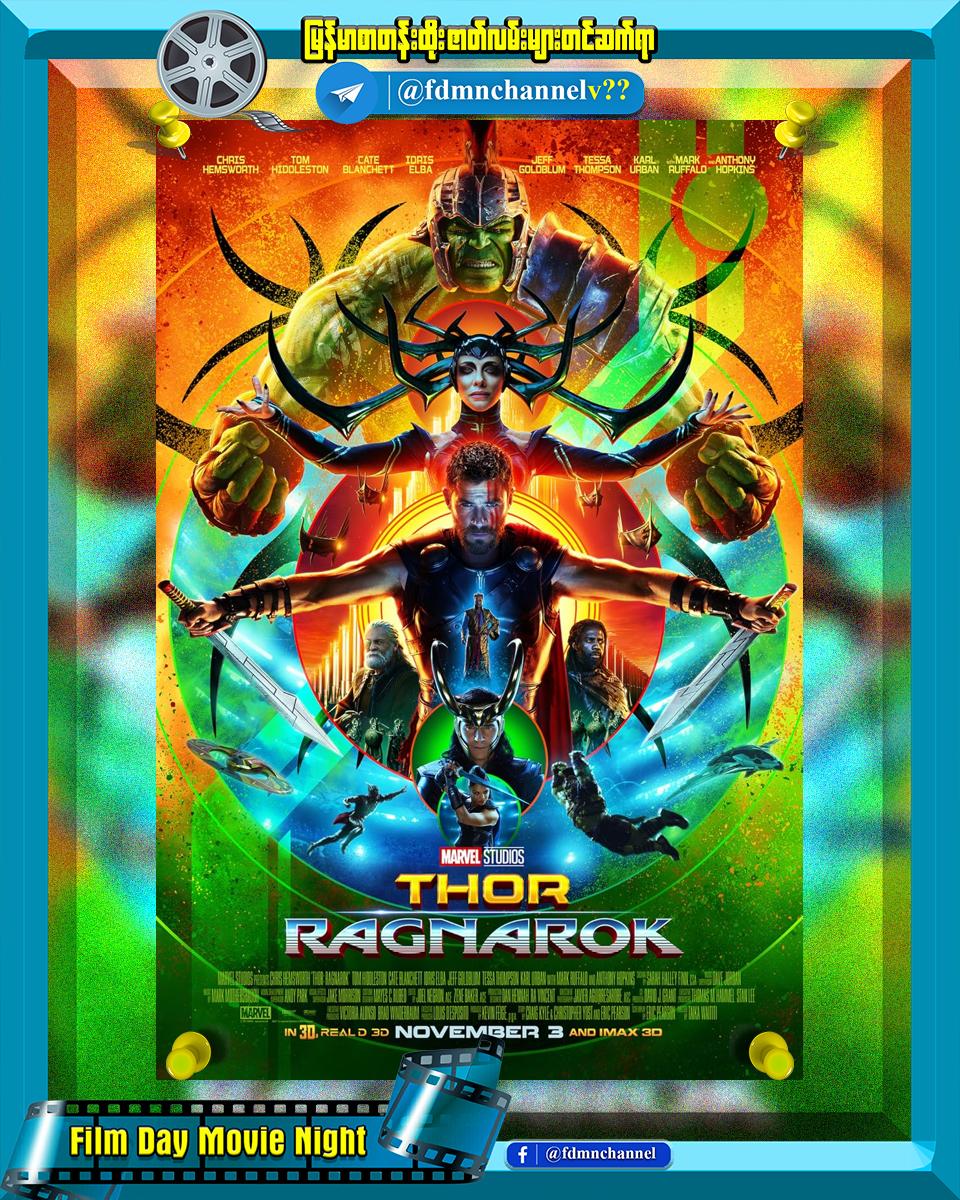 မြန်မာစာတန်းထိုး ဇာတ်လမ်းများတင်ဆက်ရာ
@fdmnchannelv??
CHRIS HEMSWORTH TOM HIDDLESTON CATE BLANCHETT IDRIS ELBA JEFF GOLDBLUM TESSA THOMPSON KARL URBAN MARK RUFFALO ANTHONY HOPKINS
MARVEL STUDIOS
THOR
RAGNAROK
MARVEL
IN 3D, REAL D 3D NOVEMBER 3 AND IMAX 3D
Film Day Movie Night
@fdmnchannel